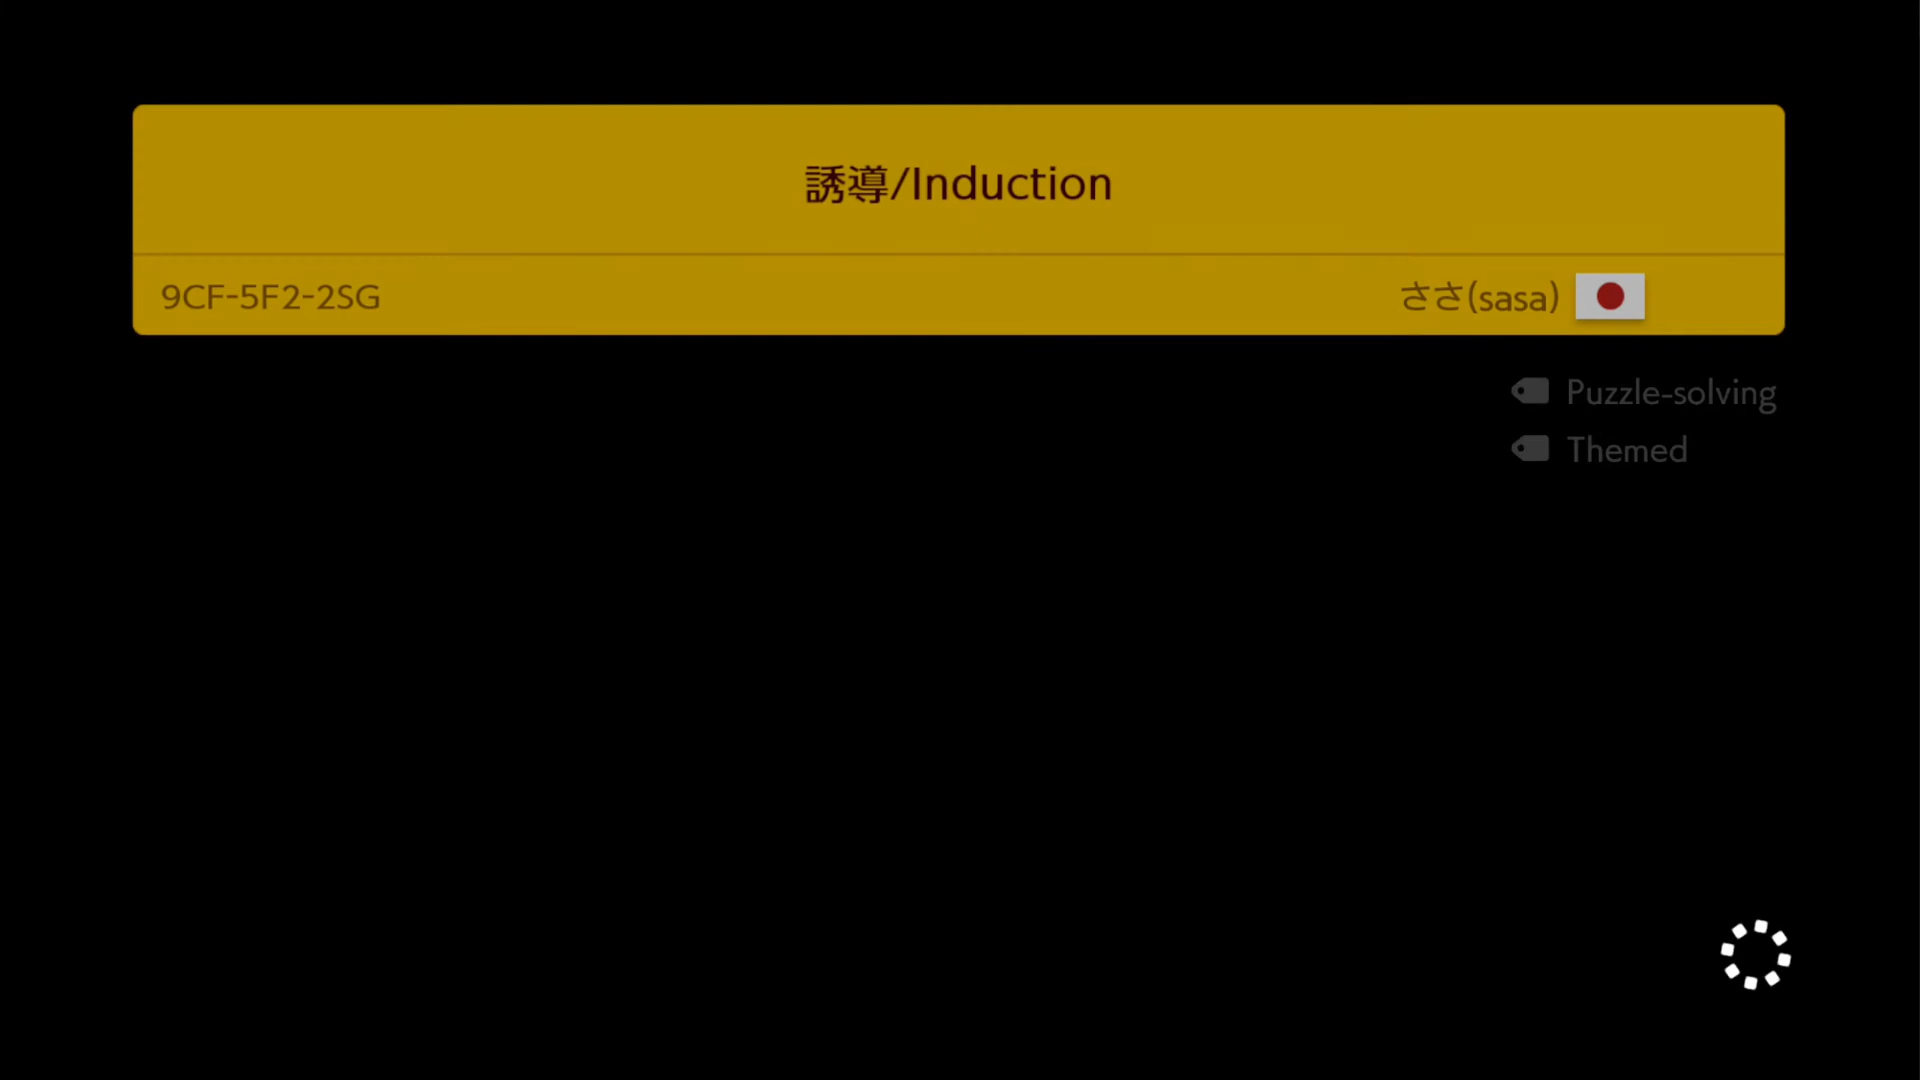 誘導/Induction
9CF-5F2-2SG
ささ(sasa)
Puzzle-solving
Themed